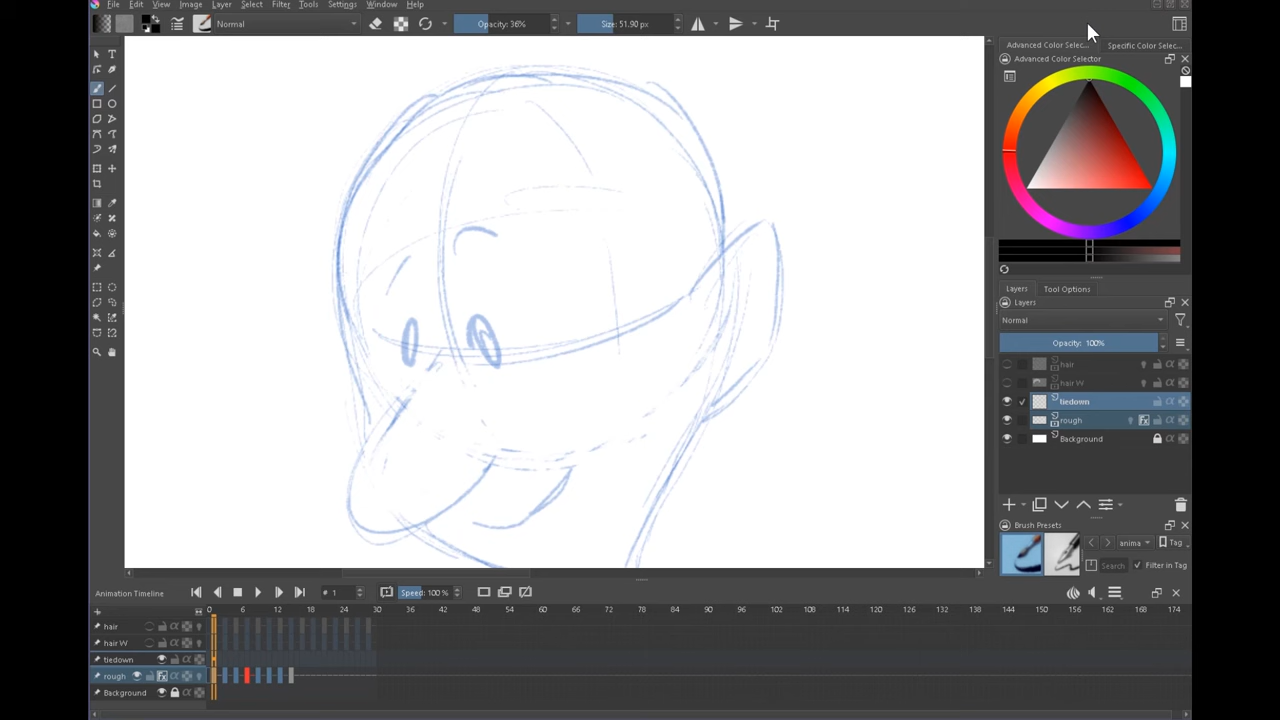 File Edit View Image Layer Select Filter Tools Settings Window Help
Normal Opacity: 36% Size: 51.90 px
Advanced Color Selec... Specific Color Selec...
Advanced Color Selector
Layers Tool Options
Layers
Normal
Opacity: 100%
hair
hair W
tiedown
rough
Background
Brush Presets
anima Tag
Search Filter in Tag
Animation Timeline # 1 Speed: 100 %
0 6 12 18 24 30 36 42 48 54 60 66 72 78 84 90 96 102 108 114 120 126 132 138 144 150 156 162 168 174
hair
hair W
tiedown
rough
Background